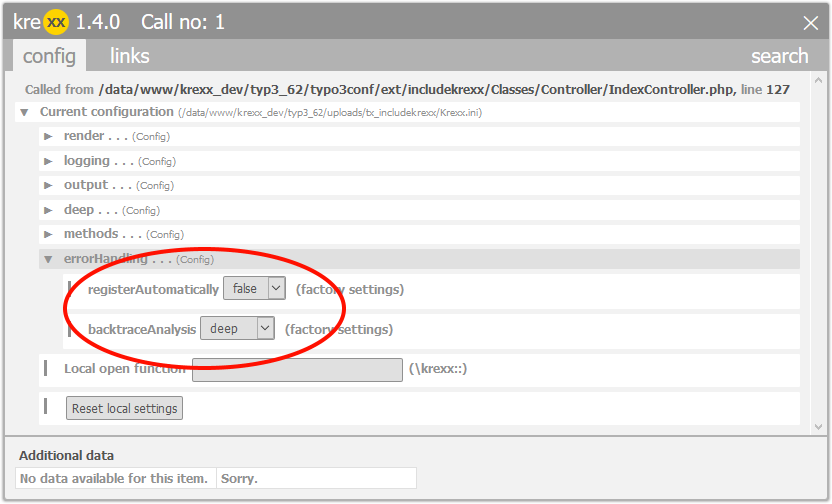 kre xx 1.4.0 Call no: 1
config links search
Called from /data/www/krexx_dev/typ3_62/typo3conf/ext/includekrexx/Classes/Controller/IndexController.php, line 127
Current configuration (/data/www/krexx_dev/typ3_62/uploads/tx_includekrexx/Krexx.ini)
render . . . (Config)
logging . . . (Config)
output . . . (Config)
deep . . . (Config)
methods . . . (Config)
errorHandling . . . (Config)
registerAutomatically false (factory settings)
backtraceAnalysis deep (factory settings)
Local open function (\krexx::)
Reset local settings
Additional data
No data available for this item. Sorry.